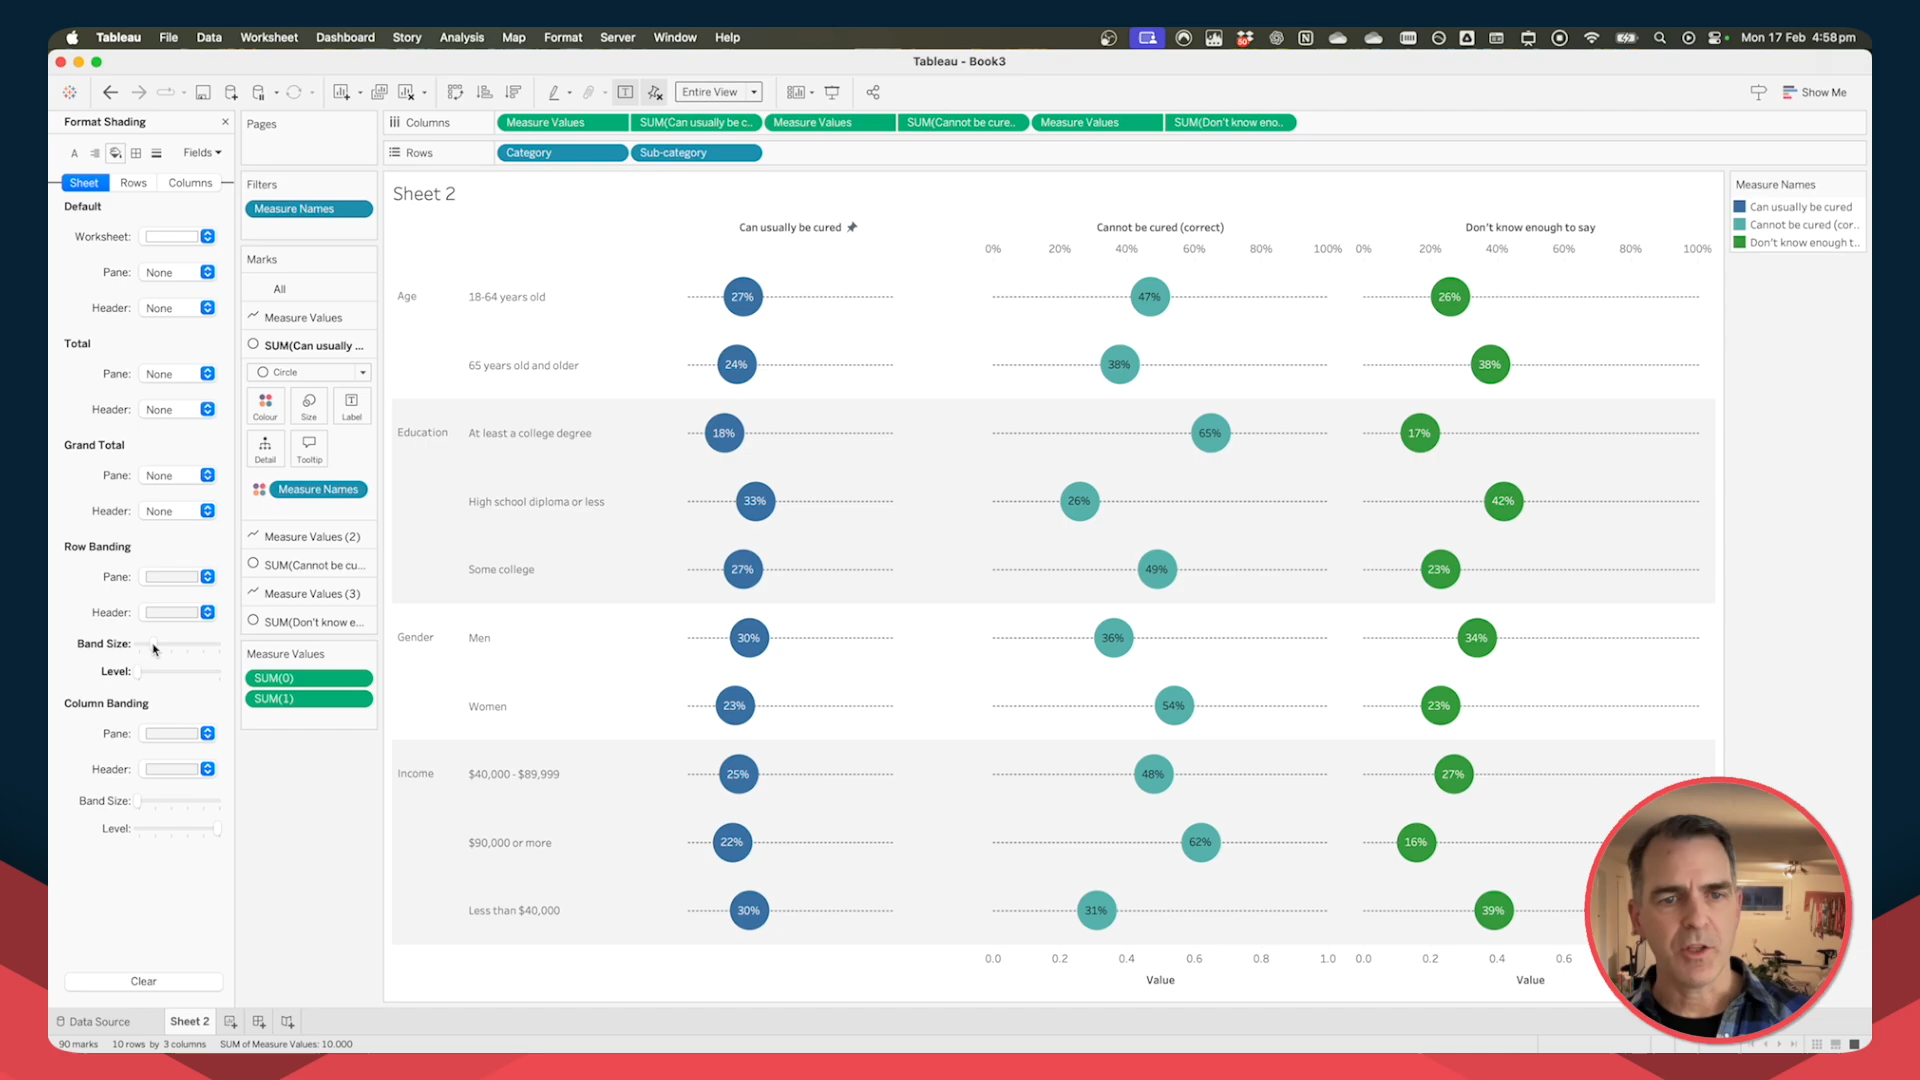 Tableau File Data Worksheet Dashboard Story Analysis Map Format Server Window Help Mon 17 Feb 4:58 pm
Tableau - Book3
Entire View Show Me
Format Shading
Fields
Sheet Rows Columns
Default
Worksheet:
Pane: None
Header: None
Total
Pane: None
Header: None
Grand Total
Pane: None
Header: None
Row Banding
Pane:
Header:
Band Size:
Level:
Column Banding
Pane:
Header:
Band Size:
Level:
Clear
Pages
Filters
Measure Names
Marks
All
Measure Values
SUM(Can usually ...
Circle
Colour Size Label
Detail Tooltip
Measure Names
Measure Values (2)
SUM(Cannot be cu...
Measure Values (3)
SUM(Don't know e...
Measure Values
SUM(0)
SUM(1)
Columns Measure Values SUM(Can usually be c.. Measure Values SUM(Cannot be cure.. Measure Values SUM(Don't know eno..
Rows Category Sub-category
Sheet 2
Can usually be cured Cannot be cured (correct) Don't know enough to say
0% 20% 40% 60% 80% 100% 0% 20% 40% 60% 80% 100%
Age 18-64 years old 27% 47% 26%
65 years old and older 24% 38% 38%
Education At least a college degree 18% 65% 17%
High school diploma or less 33% 26% 42%
Some college 27% 49% 23%
Gender Men 30% 36% 34%
Women 23% 54% 23%
Income $40,000 - $89,999 25% 48% 27%
$90,000 or more 22% 62% 16%
Less than $40,000 30% 31% 39%
0.0 0.2 0.4 0.6 0.8 1.0 0.0 0.2 0.4 0.6
Value Value
Measure Names
Can usually be cured
Cannot be cured (cor..
Don't know enough t..
Data Source Sheet 2
90 marks 10 rows by 3 columns SUM of Measure Values: 10.000